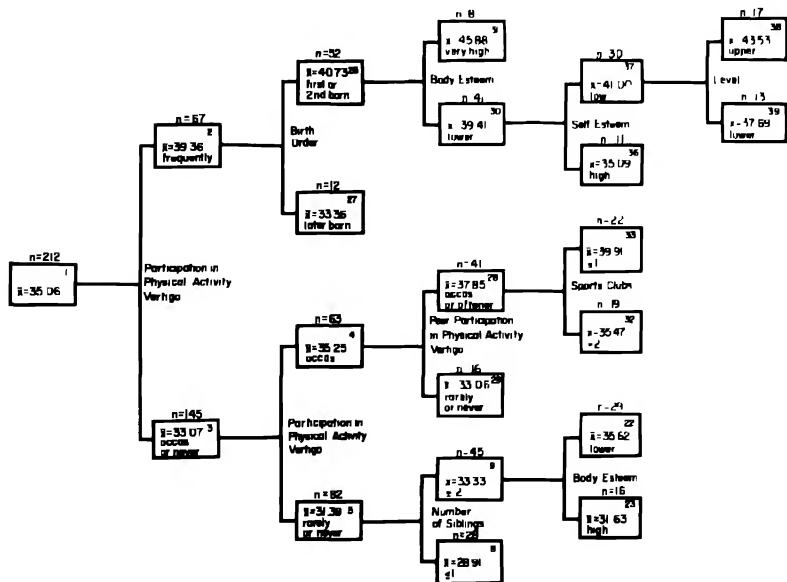 n=212
1
x̄=35.06
Participation in
Physical Activity
Vertigo
n=67
2
x̄=39.36
frequently
n=145
x̄=33.07 3
occas
or never
Birth
Order
n=52
x̄=40.73 26
first or
2nd born
n=12
27
x̄=33.36
later born
Participation in
Physical Activity
Vertigo
n=63
4
x̄=35.25
occas
n=82
x̄=31.39 5
rarely
or never
Body Esteem
n=8
x 45.88
very high
n 41
30
39.41
lower
Peer Participation
in Physical Activity
Vertigo
n=41
x̄=37.85 28
occas
or oftener
n 16
33.06 29
rarely
or never
Number
of Siblings
n-45
9
x̄=33.33
≥2
n=28
8
x̄=28.91
≤1
Self Esteem
n 30
37
x=41.00
low
n 11
36
x̄=35.09
high
Sports Clubs
n-22
33
x̄=39.91
≤1
n 19
32
x-35.47
Body Esteem
22
x̄=35.62
lower
n=16
23
x̄=31.63
high
Level
n-17
38
43.53
upper
39
x-37.69
lower